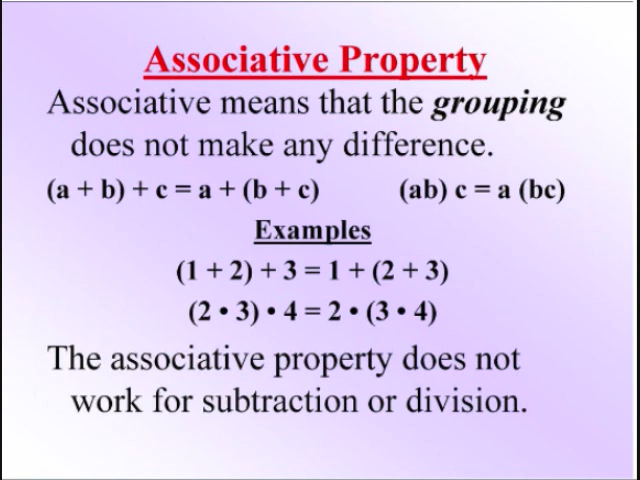 Associative Property
Associative means that the grouping
does not make any difference.
(a + b) + c = a + (b + c) (ab) c = a (bc)
Examples
(1 + 2) + 3 = 1 + (2 + 3)
(2 • 3) • 4 = 2 • (3 • 4)
The associative property does not
work for subtraction or division.